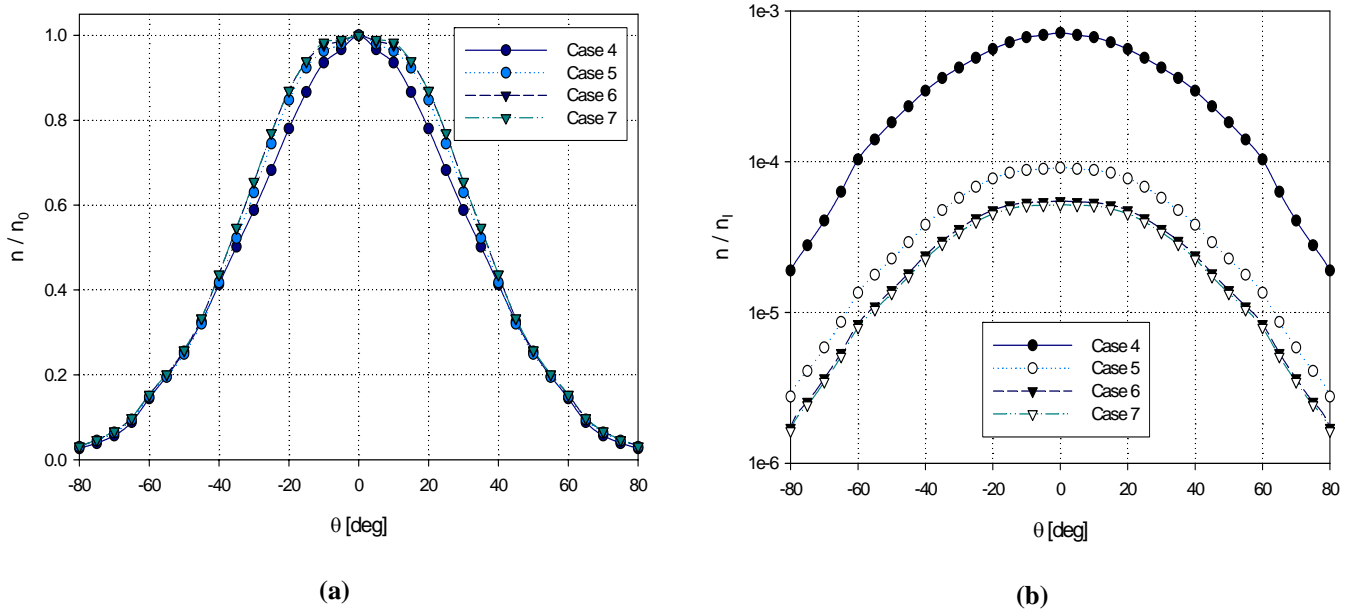 1.0
0.8
0.6
0.4
0.2
0.0
n / n0
-80 -60 -40 -20 0 20 40 60 80
θ [deg]
Case 4
Case 5
Case 6
Case 7
(a)
1e-3
1e-4
1e-5
1e-6
n / nI
-80 -60 -40 -20 0 20 40 60 80
θ [deg]
Case 4
Case 5
Case 6
Case 7
(b)